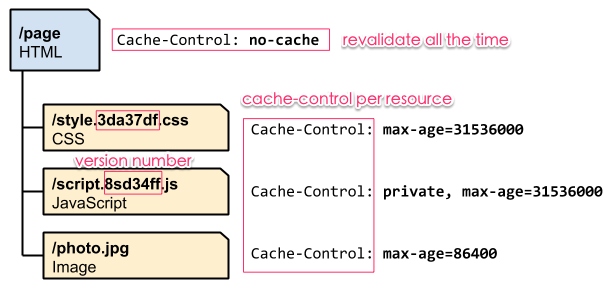 /page
HTML
Cache-Control: no-cache
revalidate all the time
cache-control per resource
/style.3da37df.css
CSS
Cache-Control: max-age=31536000
version number
/script.8sd34ff.js
JavaScript
Cache-Control: private, max-age=31536000
/photo.jpg
Image
Cache-Control: max-age=86400